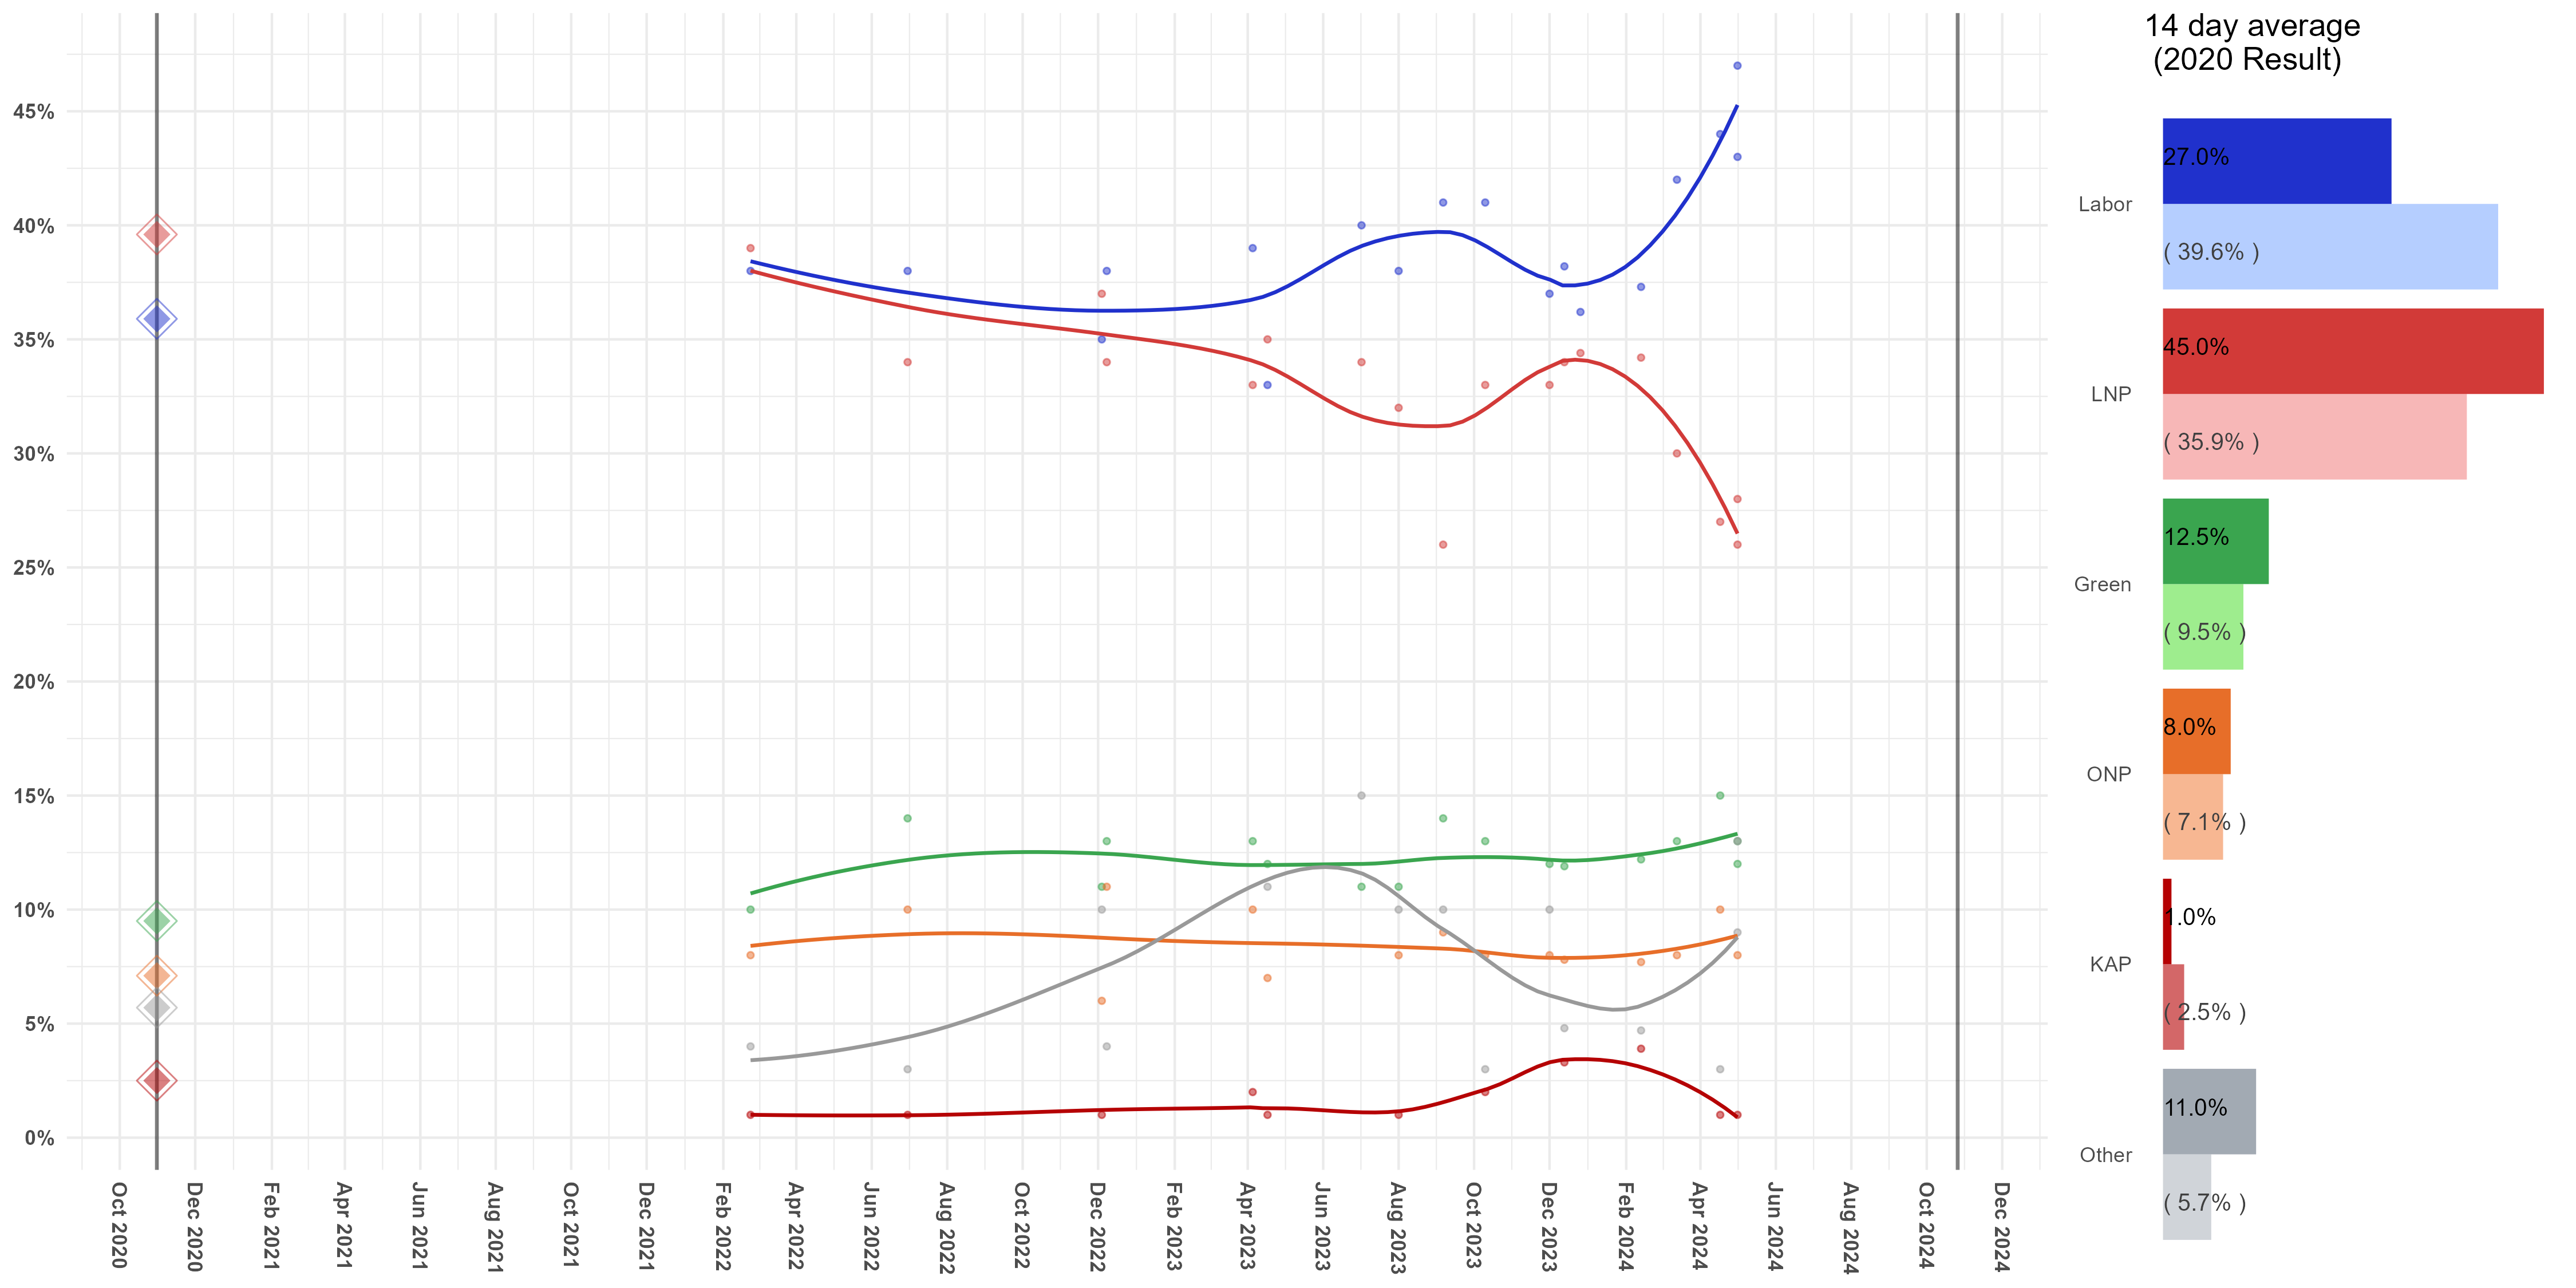 14 day average
(2020 Result)
45%
40%
35%
30%
25%
20%
15%
10%
5%
0%
Oct 2020
Dec 2020
Feb 2021
Apr 2021
Jun 2021
Aug 2021
Oct 2021
Dec 2021
Feb 2022
Apr 2022
Jun 2022
Aug 2022
Oct 2022
Dec 2022
Feb 2023
Apr 2023
Jun 2023
Aug 2023
Oct 2023
Dec 2023
Feb 2024
Apr 2024
Jun 2024
Aug 2024
Oct 2024
Dec 2024
27.0%
Labor
( 39.6% )
45.0%
LNP
( 35.9% )
12.5%
Green
( 9.5% )
8.0%
ONP
( 7.1% )
1.0%
KAP
( 2.5% )
11.0%
Other
( 5.7% )